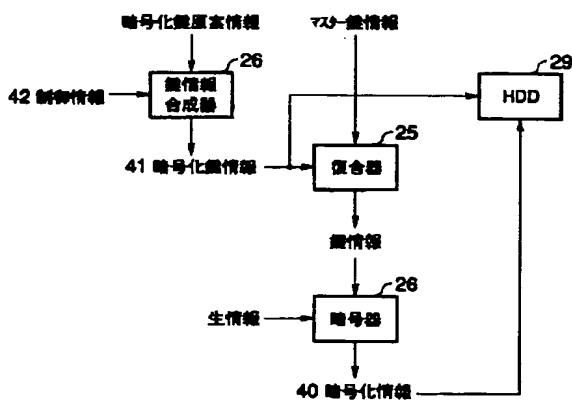 暗号化鍵原案情報
マスター鍵情報
26
29
42 制御情報
鍵情報
合成器
HDD
25
41 暗号化鍵情報
復合器
鍵情報
26
生情報
暗号器
40 暗号化情報